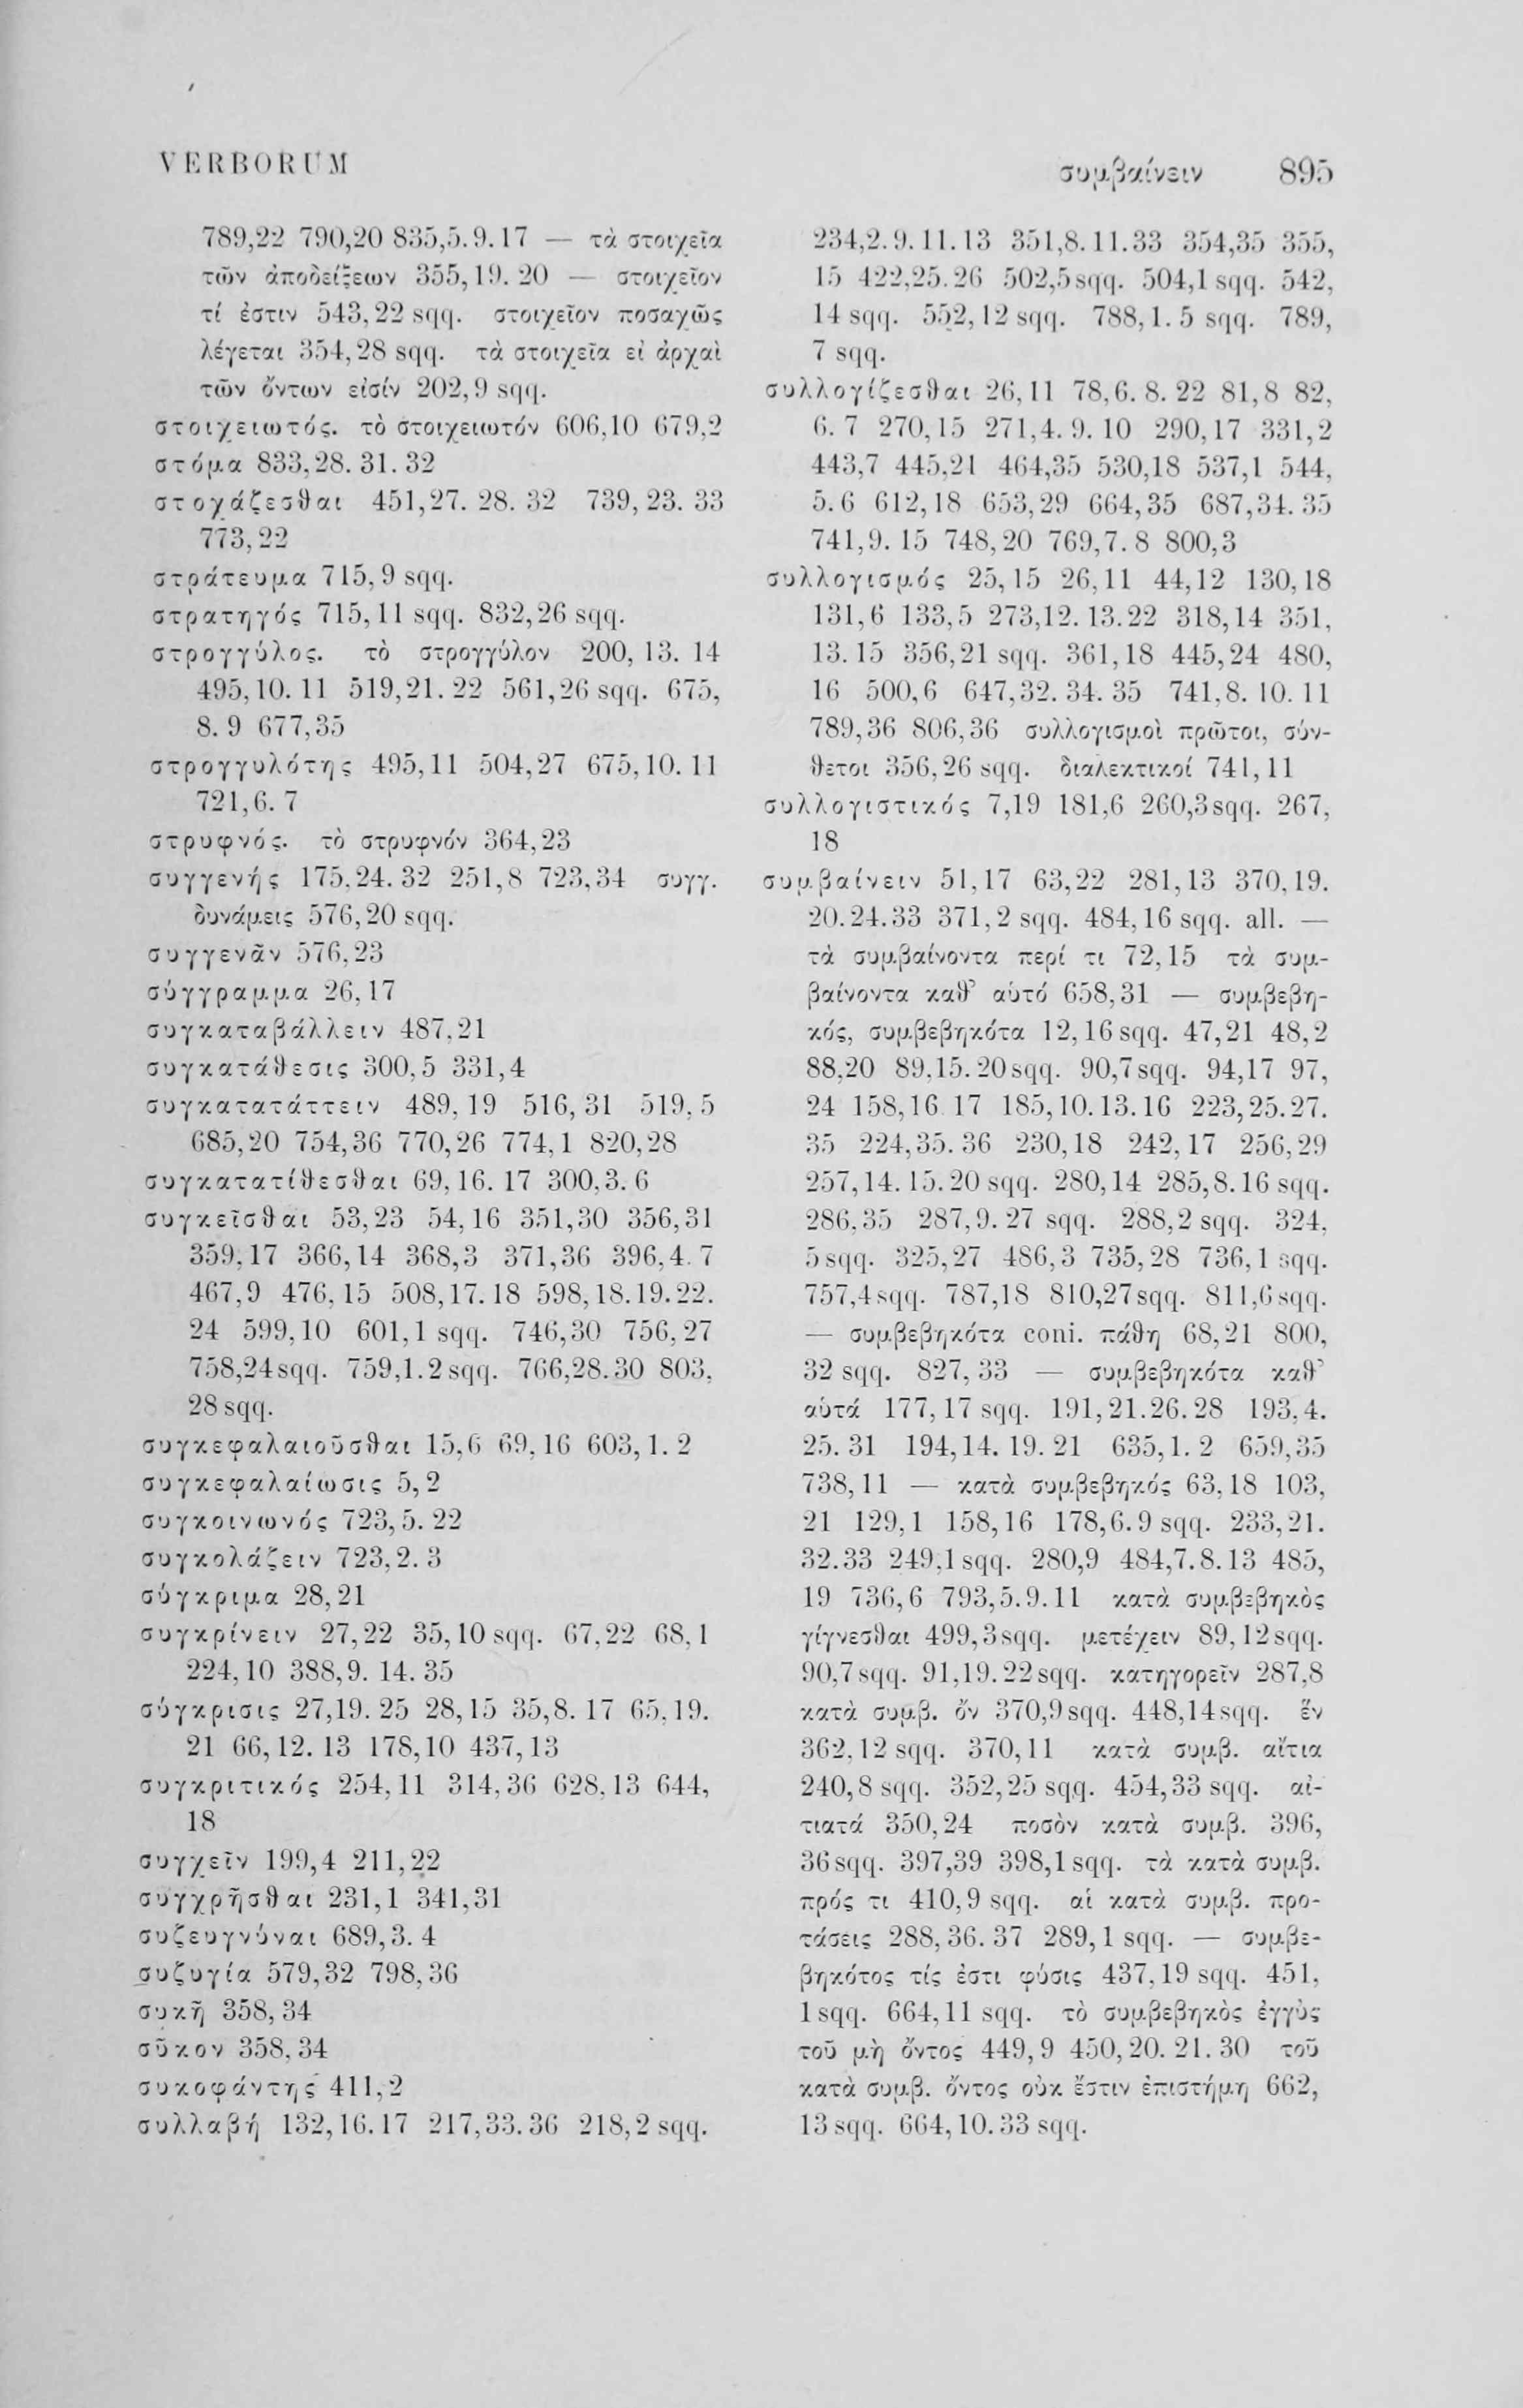 VERBORUM
συμβαίνειν 895
789,22 790,20 835,5.9.17 — τὰ στοιχεῖα
τῶν ἀποδείξεων 355,19.20 — στοιχεῖον
τί ἐστιν 543,22 sqq. στοιχεῖον ποσαχῶς
λέγεται 354,28 sqq. τὰ στοιχεῖα εἰ ἀρχαὶ
τῶν ὄντων εἰσίν 202,9 sqq.
στοιχειωτός. τὸ στοιχειωτόν 606,10 679,2
στόμα 833,28. 31. 32
στοχάζεσθαι 451,27. 28. 32 739,23. 33
773,22
στράτευμα 715,9 sqq.
στρατηγός 715,11 sqq. 832,26 sqq.
στρογγύλος. τὸ στρογγύλον 200,13. 14
495,10. 11 519,21. 22 561,26 sqq. 675,
8. 9 677,35
στρογγυλότης 495,11 504,27 675,10. 11
721,6. 7
στρυφνός. τὸ στρυφνόν 364,23
συγγενής 175,24. 32 251,8 723,34 συγγ.
δυνάμεις 576,20 sqq.
συγγενᾶν 576,23
σύγγραμμα 26,17
συγκαταβάλλειν 487,21
συγκατάθεσις 300,5 331,4
συγκατατάττειν 489,19 516,31 519,5
685,20 754,36 770,26 774,1 820,28
συγκατατίθεσθαι 69,16. 17 300,3. 6
συγκεῖσθαι 53,23 54,16 351,30 356,31
359,17 366,14 368,3 371,36 396,4. 7
467,9 476,15 508,17.18 598,18.19.22.
24 599,10 601,1 sqq. 746,30 756,27
758,24 sqq. 759,1. 2 sqq. 766,28.30 803,
28 sqq.
συγκεφαλαιοῦσθαι 15,6 69,16 603,1. 2
συγκεφαλαίωσις 5,2
συγκοινωνός 723,5. 22
συγκολάζειν 723,2. 3
σύγκριμα 28,21
συγκρίνειν 27,22 35,10 sqq. 67,22 68,1
224,10 388,9. 14. 35
σύγκρισις 27,19. 25 28,15 35,8. 17 65,19.
21 66,12. 13 178,10 437,13
συγκριτικός 254,11 314,36 628,13 644,
18
συγχεῖν 199,4 211,22
συγχρῆσθαι 231,1 341,31
συζευγνύναι 689,3. 4
συζυγία 579,32 798,36
συκῆ 358,34
σῦκον 358,34
συκοφάντης 411,2
συλλαβή 132,16.17 217,33.36 218,2 sqq.
234,2.9.11.13 351,8.11.33 354,35 355,
15 422,25.26 502,5 sqq. 504,1 sqq. 542,
14 sqq. 552,12 sqq. 788,1. 5 sqq. 789,
7 sqq.
συλλογίζεσθαι 26,11 78,6. 8. 22 81,8 82,
6. 7 270,15 271,4. 9. 10 290,17 331,2
443,7 445,21 464,35 530,18 537,1 544,
5. 6 612,18 653,29 664,35 687,34. 35
741,9. 15 748,20 769,7. 8 800,3
συλλογισμός 25,15 26,11 44,12 130,18
131,6 133,5 273,12. 13.22 318,14 351,
13. 15 356,21 sqq. 361,18 445,24 480,
16 500,6 647,32. 34. 35 741,8. 10. 11
789,36 806,36 συλλογισμοὶ πρῶτοι, σύν-
θετοι 356,26 sqq. διαλεκτικοί 741,11
συλλογιστικός 7,19 181,6 260,3 sqq. 267,
18
συμβαίνειν 51,17 63,22 281,13 370,19.
20.24.33 371,2 sqq. 484,16 sqq. all. —
τὰ συμβαίνοντα περί τι 72,15 τὰ συμ-
βαίνοντα καθ’ αὑτό 658,31 — συμβεβη-
κός, συμβεβηκότα 12,16 sqq. 47,21 48,2
88,20 89,15. 20 sqq. 90,7 sqq. 94,17 97,
24 158,16 17 185,10.13.16 223,25.27.
35 224,35. 36 230,18 242,17 256,29
257,14. 15. 20 sqq. 280,14 285,8.16 sqq.
286,35 287,9. 27 sqq. 288,2 sqq. 324,
5 sqq. 325,27 486,3 735,28 736,1 sqq.
757,4 sqq. 787,18 810,27 sqq. 811,6 sqq.
— συμβεβηκότα coni. πάθη 68,21 800,
32 sqq. 827,33 — συμβεβηκότα καθ’
αὑτά 177,17 sqq. 191,21.26.28 193,4.
25. 31 194,14. 19. 21 635,1. 2 659,35
738,11 — κατὰ συμβεβηκός 63,18 103,
21 129,1 158,16 178,6. 9 sqq. 233,21.
32.33 249,1 sqq. 280,9 484,7.8.13 485,
19 736,6 793,5.9.11 κατὰ συμβεβηκὸς
γίγνεσθαι 499,3 sqq. μετέχειν 89,12 sqq.
90,7 sqq. 91,19. 22 sqq. κατηγορεῖν 287,8
κατὰ συμβ. ὄν 370,9 sqq. 448,14 sqq. ἕν
362,12 sqq. 370,11 κατὰ συμβ. αἴτια
240,8 sqq. 352,25 sqq. 454,33 sqq. αἰ-
τιατά 350,24 ποσὸν κατὰ συμβ. 396,
36 sqq. 397,39 398,1 sqq. τὰ κατὰ συμβ.
πρός τι 410,9 sqq. αἱ κατὰ συμβ. προ-
τάσεις 288,36. 37 289,1 sqq. — συμβε-
βηκότος τίς ἐστι φύσις 437,19 sqq. 451,
1 sqq. 664,11 sqq. τὸ συμβεβηκὸς ἐγγὺς
τοῦ μὴ ὄντος 449,9 450,20. 21. 30 τοῦ
κατὰ συμβ. ὄντος οὐκ ἔστιν ἐπιστήμη 662,
13 sqq. 664,10. 33 sqq.